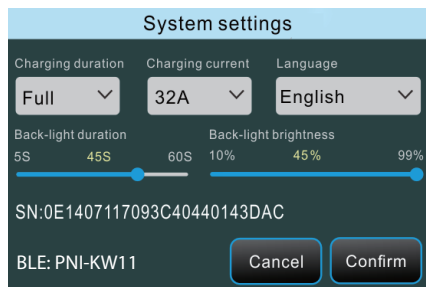 System settings
Charging duration Charging current Language
Full 32A English
Back-light duration Back-light brightness
5S 45S 60S 10% 45% 99%
SN:0E1407117093C40440143DAC
BLE: PNI-KW11 Cancel Confirm